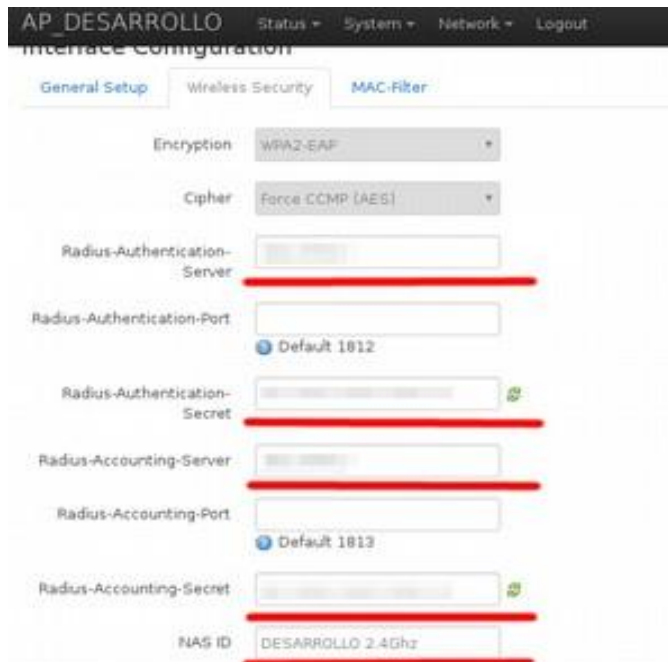 AP_DESARROLLO Status System Network Logout
Interface Configuration
General Setup Wireless Security MAC-Filter
Encryption WPA2-EAP
Cipher Force CCMP (AES)
Radius-Authentication-
Server
Radius-Authentication-Port
Default 1812
Radius-Authentication-
Secret
Radius-Accounting-Server
Radius-Accounting-Port
Default 1813
Radius-Accounting-Secret
NAS ID DESARROLLO 2.4Ghz